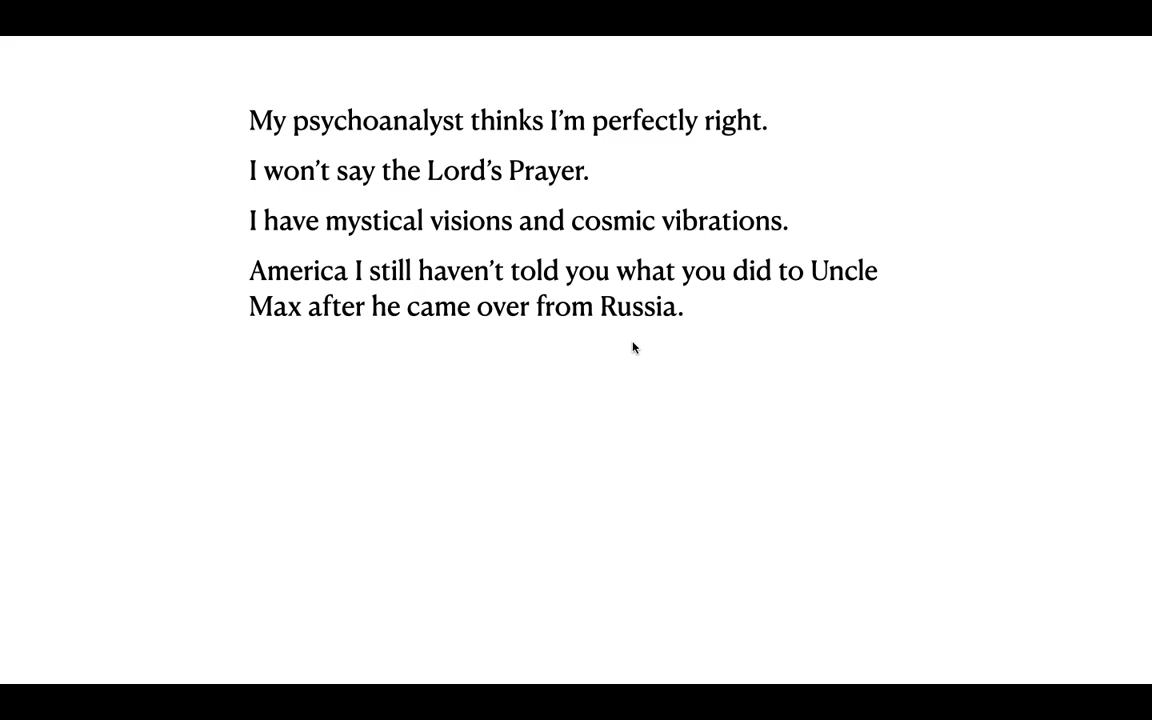 My psychoanalyst thinks I’m perfectly right.
I won’t say the Lord’s Prayer.
I have mystical visions and cosmic vibrations.
America I still haven’t told you what you did to Uncle
Max after he came over from Russia.